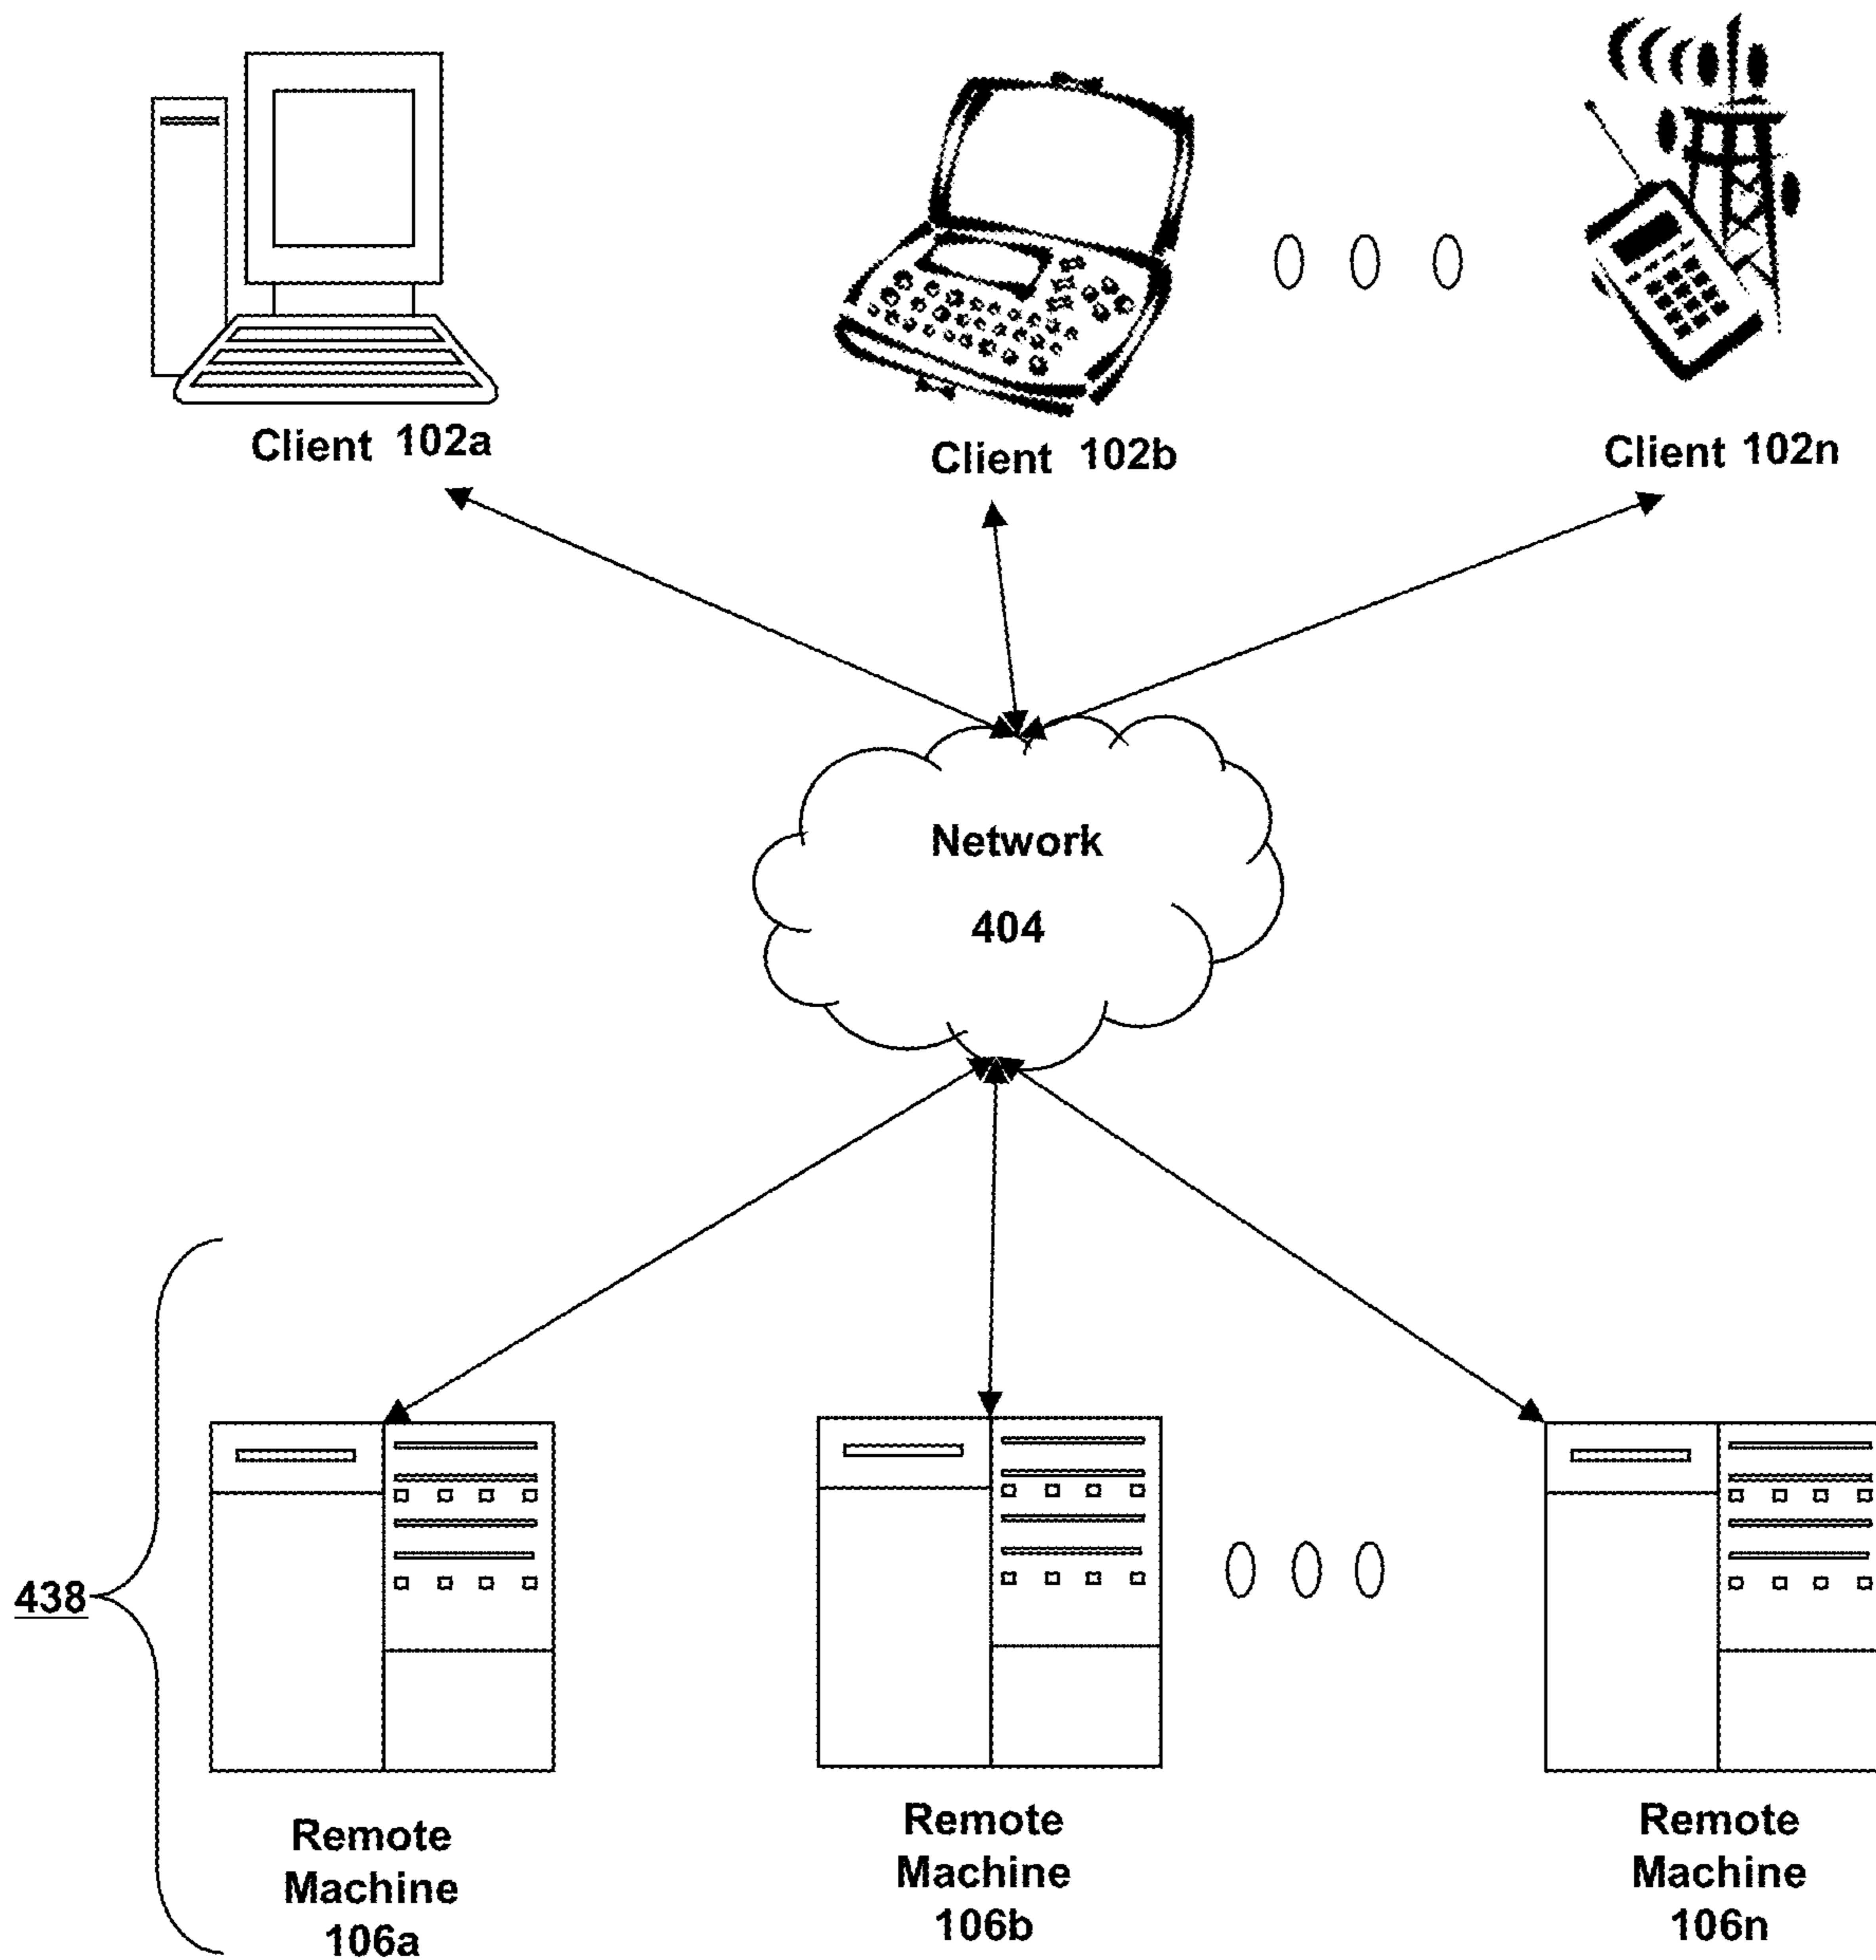 Client 102a
Client 102b
Client 102n
Network
404
438
Remote
Machine
106a
Remote
Machine
106b
Remote
Machine
106n